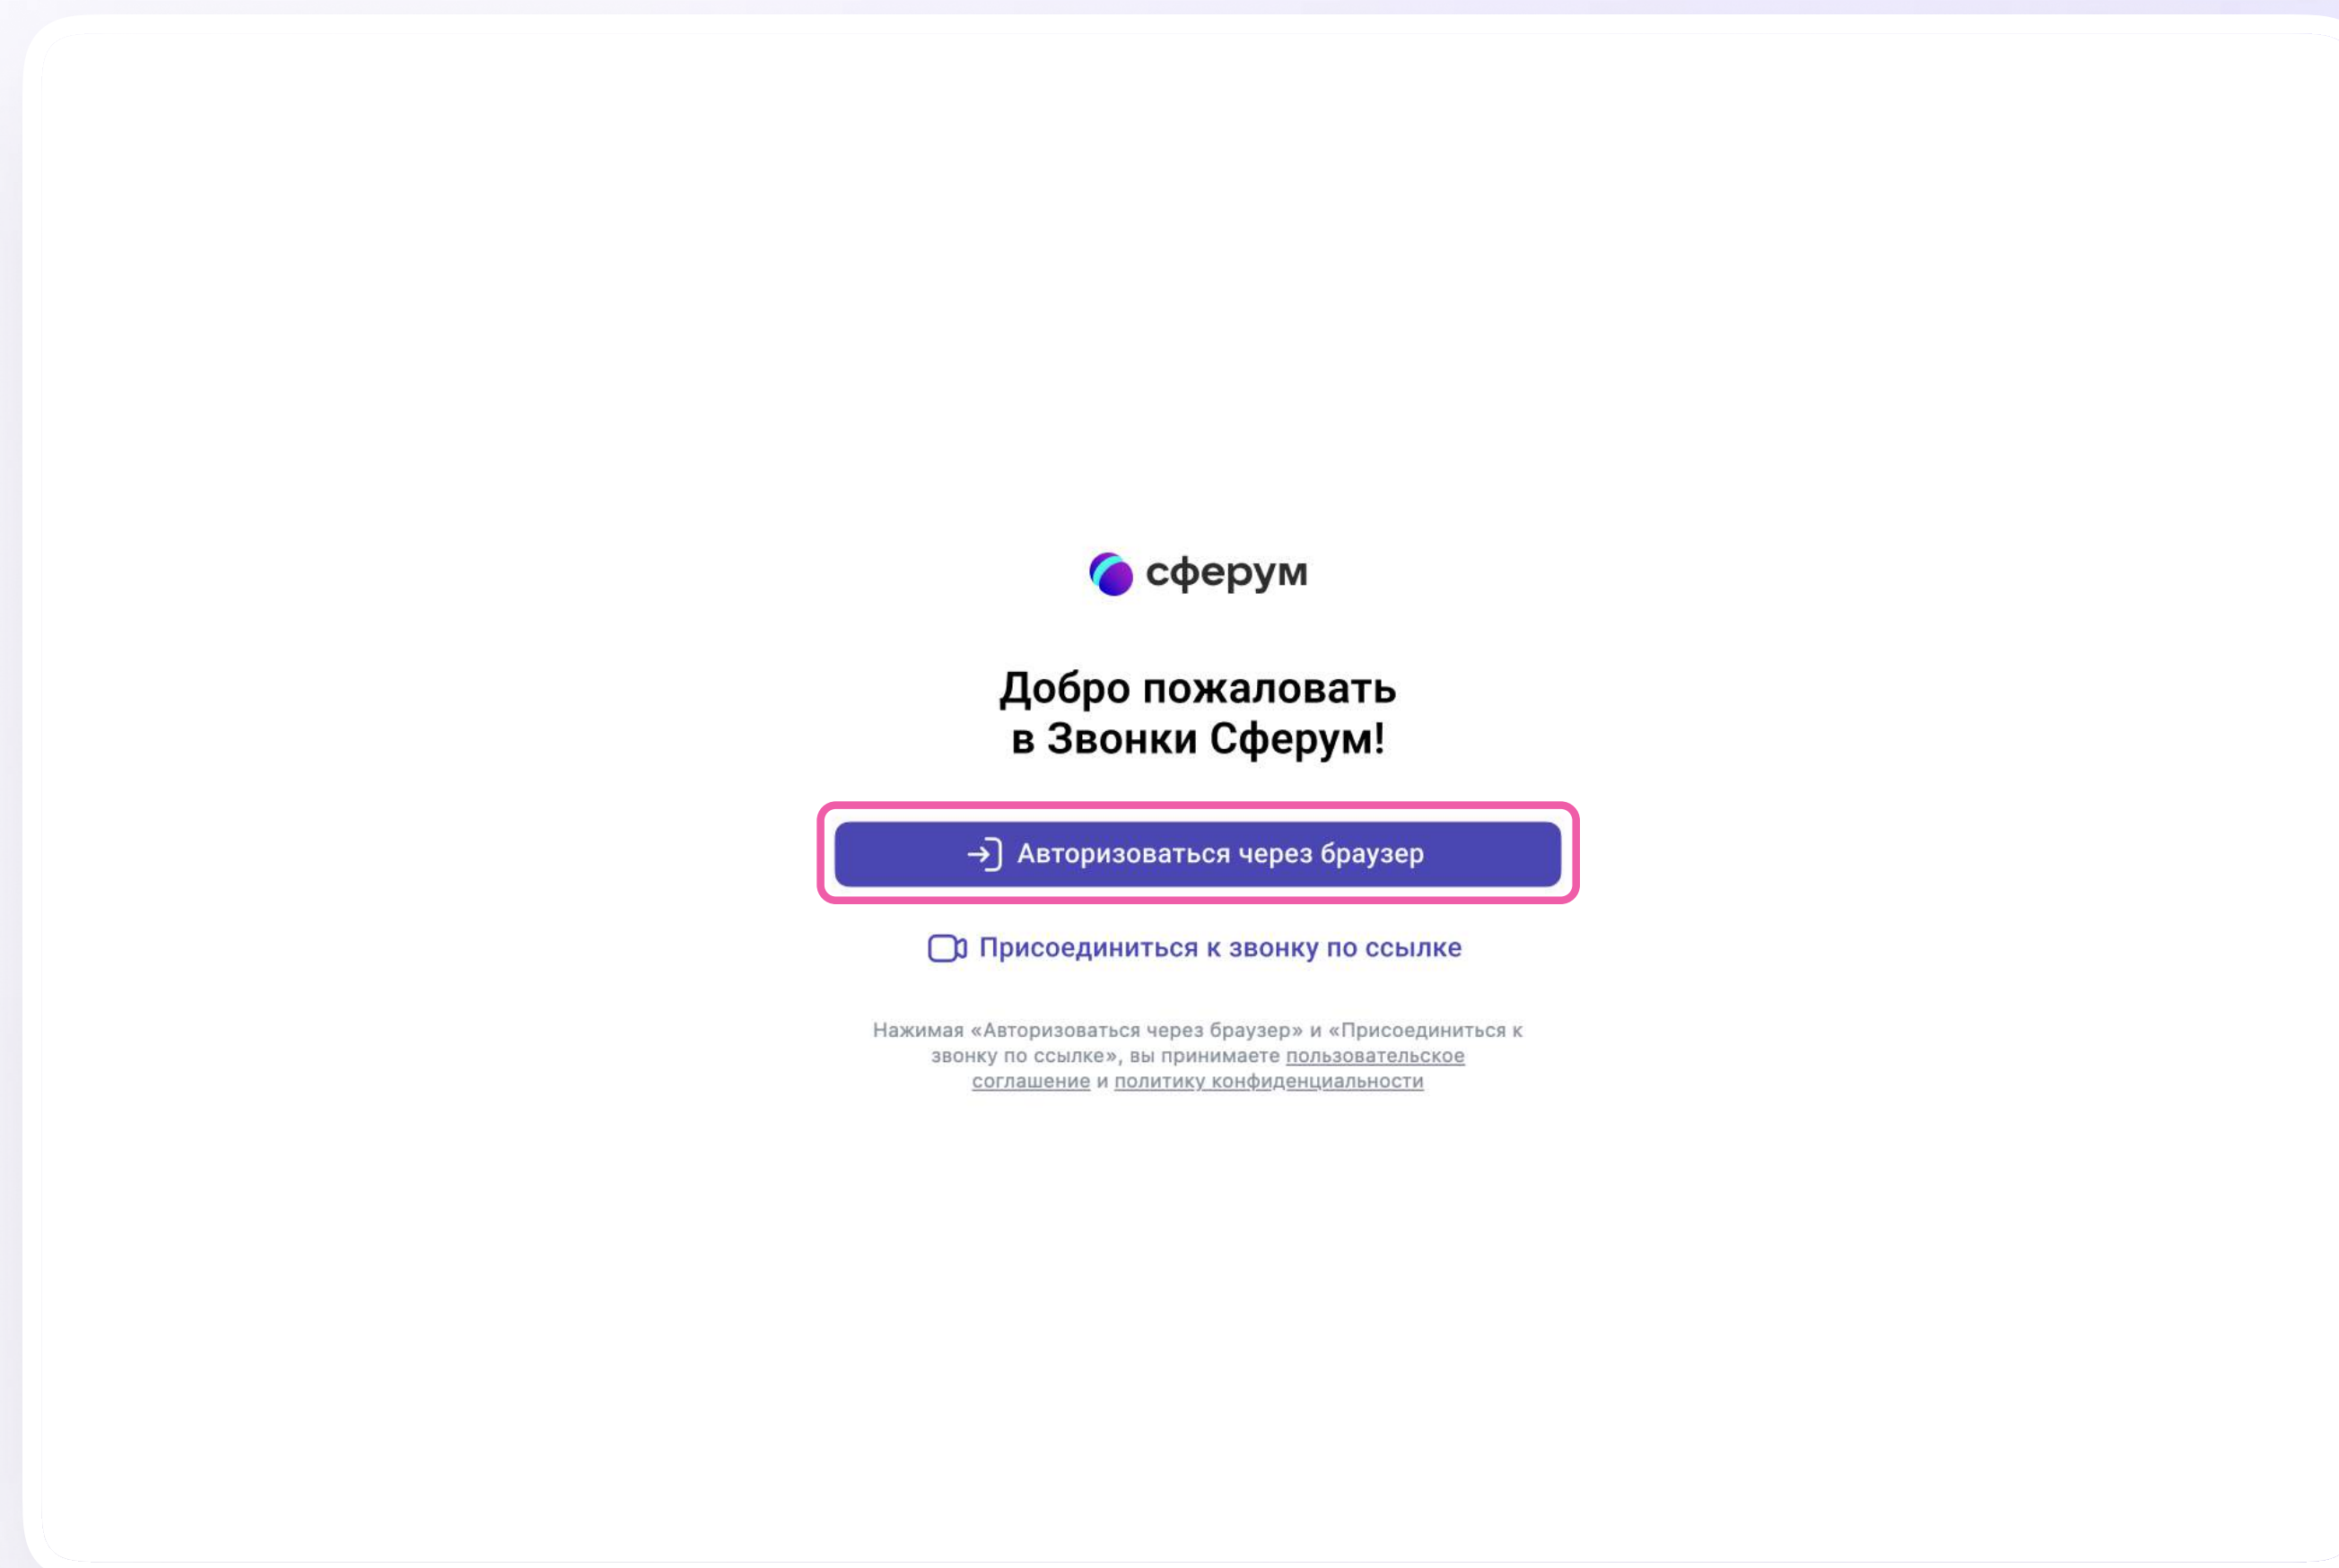 сферум
Добро пожаловать
в Звонки Сферум!
Авторизоваться через браузер
Присоединиться к звонку по ссылке
Нажимая «Авторизоваться через браузер» и «Присоединиться к
звонку по ссылке», вы принимаете пользовательское
соглашение и политику конфиденциальности